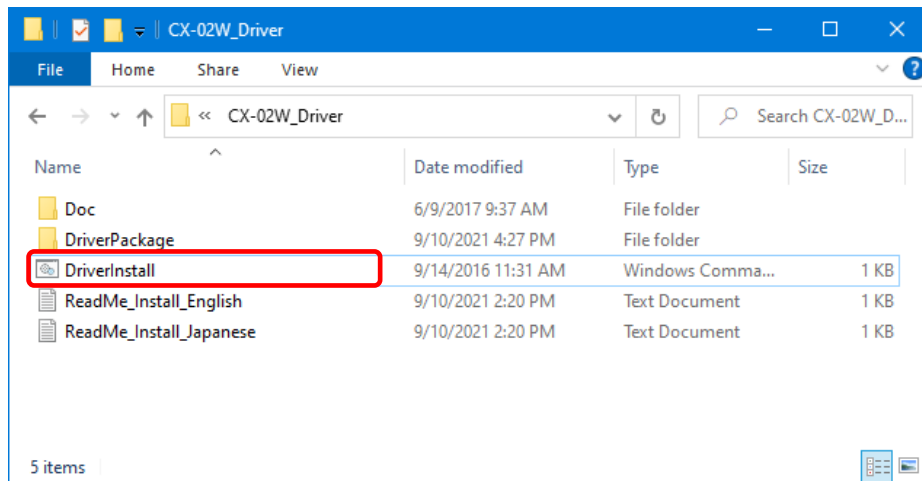 CX-02W_Driver
File Home Share View
« CX-02W_Driver Search CX-02W_D...
Name Date modified Type Size
Doc 6/9/2017 9:37 AM File folder
DriverPackage 9/10/2021 4:27 PM File folder
DriverInstall 9/14/2016 11:31 AM Windows Comma... 1 KB
ReadMe_Install_English 9/10/2021 2:20 PM Text Document 1 KB
ReadMe_Install_Japanese 9/10/2021 2:20 PM Text Document 1 KB
5 items